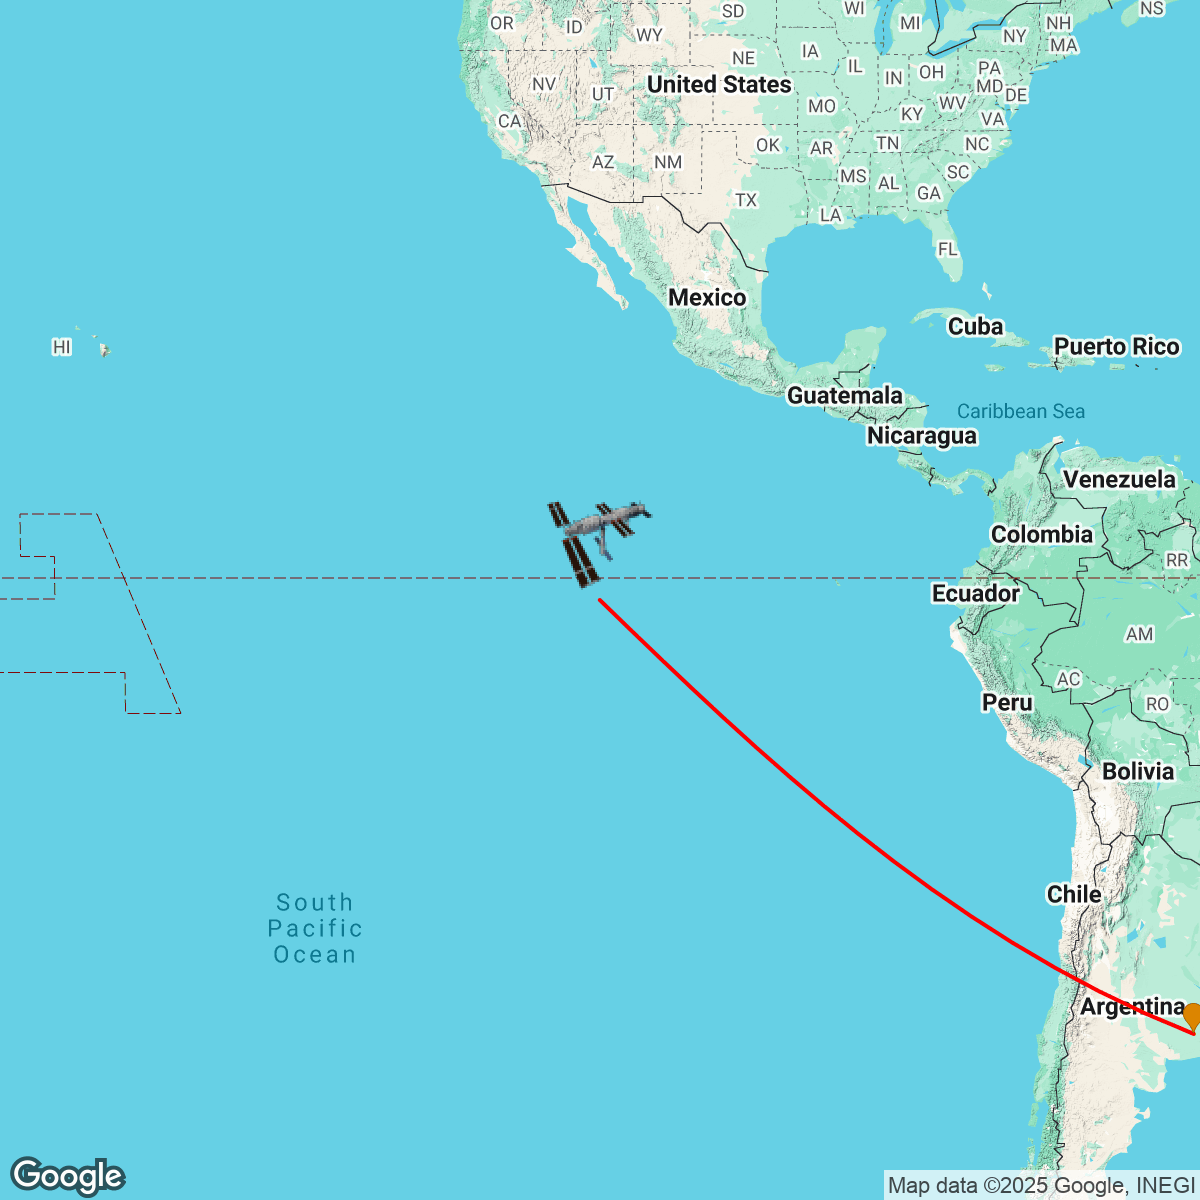 SD
WI
NS
OR
ID
WY
MI
NH
NY
MA
NE
IA
IL
IN
OH
PA
MD
DE
NV
UT
United States
MO
WV
KY
VA
CA
OK
AR
TN
NC
AZ
NM
MS
AL
SC
GA
TX
LA
FL
Mexico
Cuba
HI
Puerto Rico
Guatemala
Caribbean Sea
Nicaragua
Venezuela
Colombia
RR
Ecuador
AM
AC
Peru
RO
Bolivia
Chile
South
Pacific
Ocean
Argentina
Google
Map data ©2025 Google, INEGI